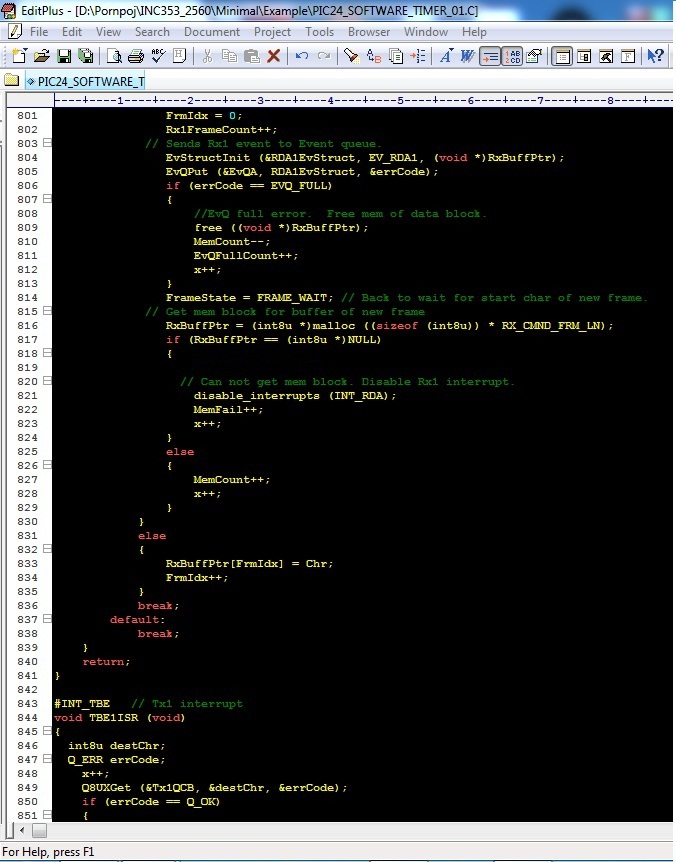 EditPlus - [D:\Pornpoj\INC353_2560\Minimal\Example\PIC24_SOFTWARE_TIMER_01.C]
File Edit View Search Document Project Tools Browser Window Help
PIC24_SOFTWARE_T
----+----1----+----2----+----3----+----4----+----5----+----6----+----7----+----8----+--
801 FrmIdx = 0;
802 Rx1FrameCount++;
803 // Sends Rx1 event to Event queue.
804 EvStructInit (&RDA1EvStruct, EV_RDA1, (void *)RxBuffPtr);
805 EvQPut (&EvQA, RDA1EvStruct, &errCode);
806 if (errCode == EVQ_FULL)
807 {
808 //EvQ full error.  Free mem of data block.
809 free ((void *)RxBuffPtr);
810 MemCount--;
811 EvQFullCount++;
812 x++;
813 }
814 FrameState = FRAME_WAIT; // Back to wait for start char of new frame.
815 // Get mem block for buffer of new frame
816 RxBuffPtr = (int8u *)malloc ((sizeof (int8u)) * RX_CMND_FRM_LN);
817 if (RxBuffPtr == (int8u *)NULL)
818 {
819
820 // Can not get mem block. Disable Rx1 interrupt.
821 disable_interrupts (INT_RDA);
822 MemFail++;
823 x++;
824 }
825 else
826 {
827 MemCount++;
828 x++;
829 }
830 }
831 else
832 {
833 RxBuffPtr[FrmIdx] = Chr;
834 FrmIdx++;
835 }
836 break;
837 default:
838 break;
839 }
840 return;
841 }
842
843 #INT_TBE // Tx1 interrupt
844 void TBE1ISR (void)
845 {
846 int8u destChr;
847 Q_ERR errCode;
848 x++;
849 Q8UXGet (&Tx1QCB, &destChr, &errCode);
850 if (errCode == Q_OK)
851 {
For Help, press F1